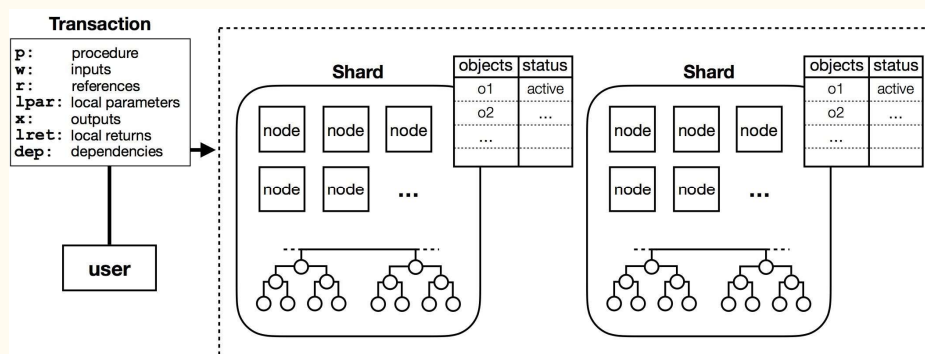 Transaction
p: procedure
w: inputs
r: references
lpar: local parameters
x: outputs
lret: local returns
dep: dependencies
user
Shard
objects status
o1 active
o2 ...
...
node node node
node node ...
Shard
objects status
o1 active
o2 ...
...
node node node
node node ...